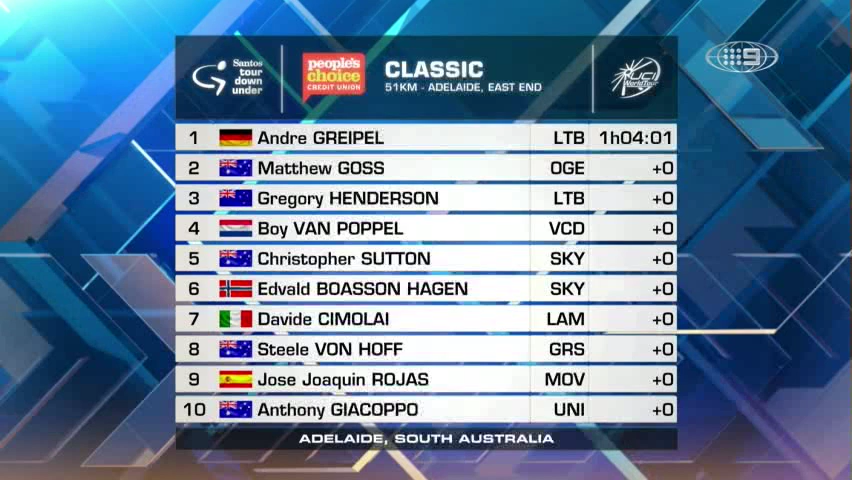 Santos
tour
down
under
people's
choice
CREDIT UNION
CLASSIC
51KM - ADELAIDE, EAST END
UCI
WorldTour
9
1 Andre GREIPEL LTB 1h04:01
2 Matthew GOSS OGE +0
3 Gregory HENDERSON LTB +0
4 Boy VAN POPPEL VCD +0
5 Christopher SUTTON SKY +0
6 Edvald BOASSON HAGEN SKY +0
7 Davide CIMOLAI LAM +0
8 Steele VON HOFF GRS +0
9 Jose Joaquin ROJAS MOV +0
10 Anthony GIACOPPO UNI +0
ADELAIDE, SOUTH AUSTRALIA